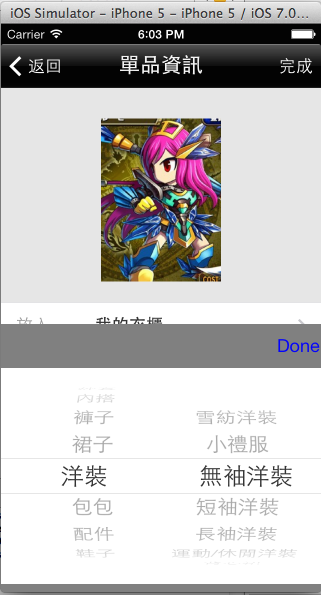 iOS Simulator – iPhone 5 – iPhone 5 / iOS 7.0...
Carrier 6:03 PM
返回 單品資訊 完成
COST
放入 我的衣櫃
Done
內搭
褲子 雪紡洋裝
裙子 小禮服
洋裝 無袖洋裝
包包 短袖洋裝
配件 長袖洋裝
鞋子 運動/休閒洋裝